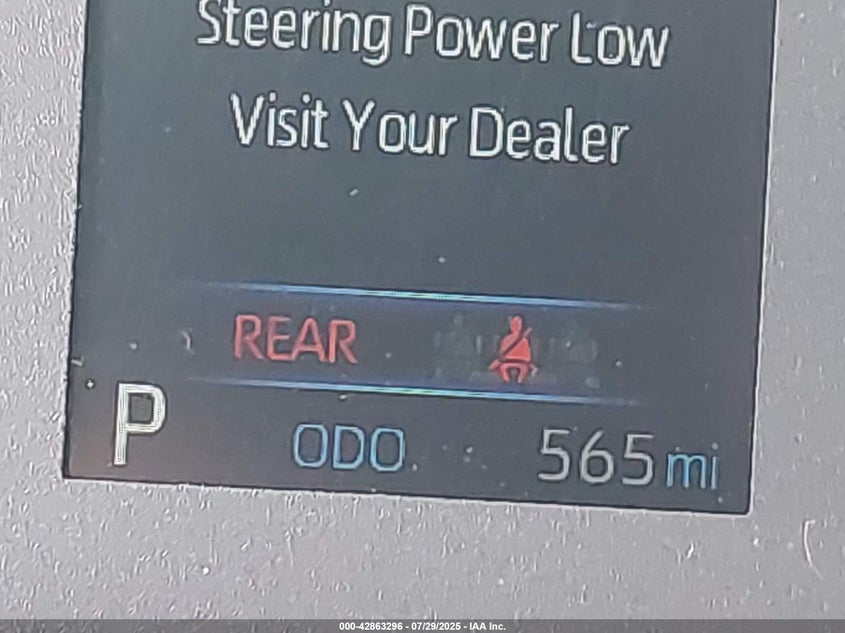 Steering Power Low
Visit Your Dealer
REAR
P
ODO 565 mi
000-42863296 - 07/29/2025 - IAA Inc.